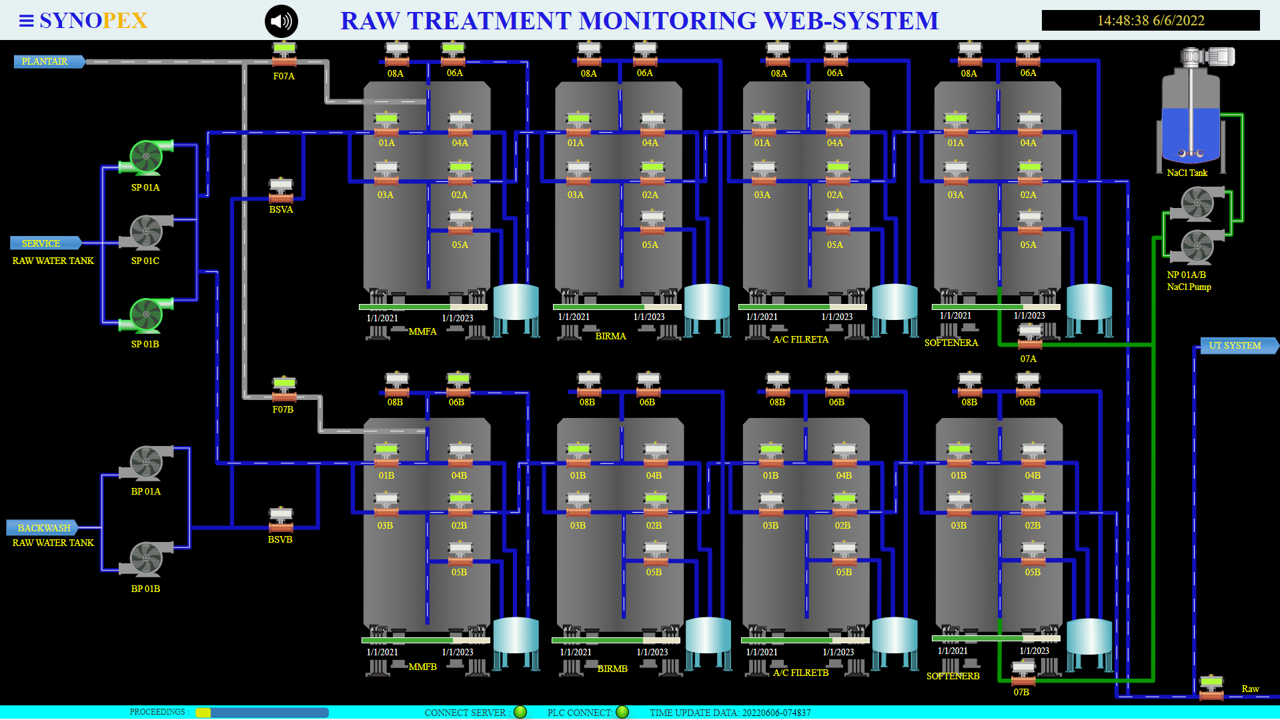 SYNOPEX
RAW TREATMENT MONITORING WEB-SYSTEM
14:48:38 6/6/2022
PLANTAIR
F07A
08A 06A 08A 06A 08A 06A 08A 06A
01A 04A 01A 04A 01A 04A 01A 04A
NaCl Tank
SP 01A
03A 02A 03A 02A 03A 02A 03A 02A
BSVA
SERVICE
05A 05A 05A 05A
RAW WATER TANK
SP 01C
NP 01A/B
NaCl Pump
1/1/2021 1/1/2023 1/1/2021 1/1/2023 1/1/2021 1/1/2023 1/1/2021 1/1/2023
SP 01B
MMFA BIRMA A/C FILRETA SOFTENERA
07A
UT SYSTEM
F07B
08B 06B 08B 06B 08B 06B 08B 06B
01B 04B 01B 04B 01B 04B 01B 04B
BP 01A
03B 02B 03B 02B 03B 02B 03B 02B
BACKWASH
RAW WATER TANK
BSVB
05B 05B 05B 05B
BP 01B
1/1/2021 1/1/2023 1/1/2021 1/1/2023 1/1/2021 1/1/2023 1/1/2021 1/1/2023
MMFB BIRMB A/C FILRETB SOFTENERB
07B
Raw
PROCEEDINGS :
CONNECT SERVER :
PLC CONNECT:
TIME UPDATE DATA: 20220606-074837